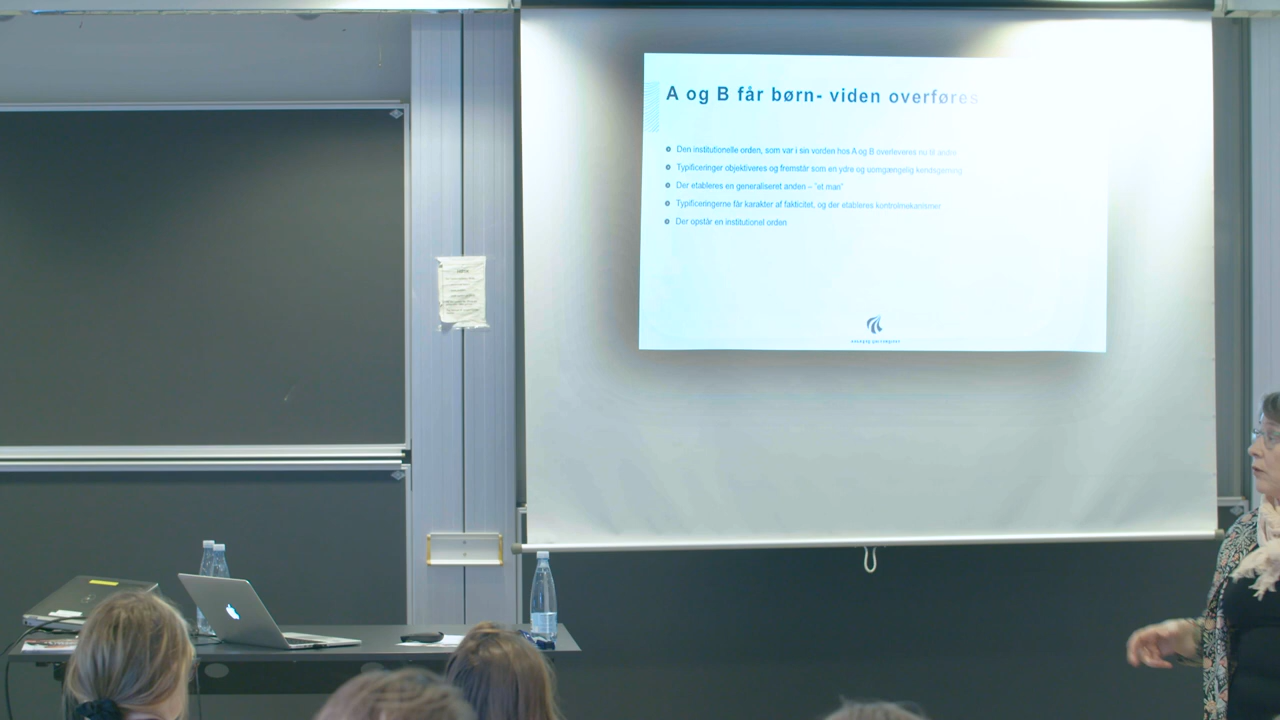 A og B får børn- viden overføres
Den institutionelle orden, som var i sin vorden hos A og B overleveres nu til andre
Typificeringer objektiveres og fremstår som en ydre og uomgængelig kendsgerning
Der etableres en generaliseret anden – "et man"
Typificeringerne får karakter af fakticitet, og der etableres kontrolmekanismer
Der opstår en institutionel orden